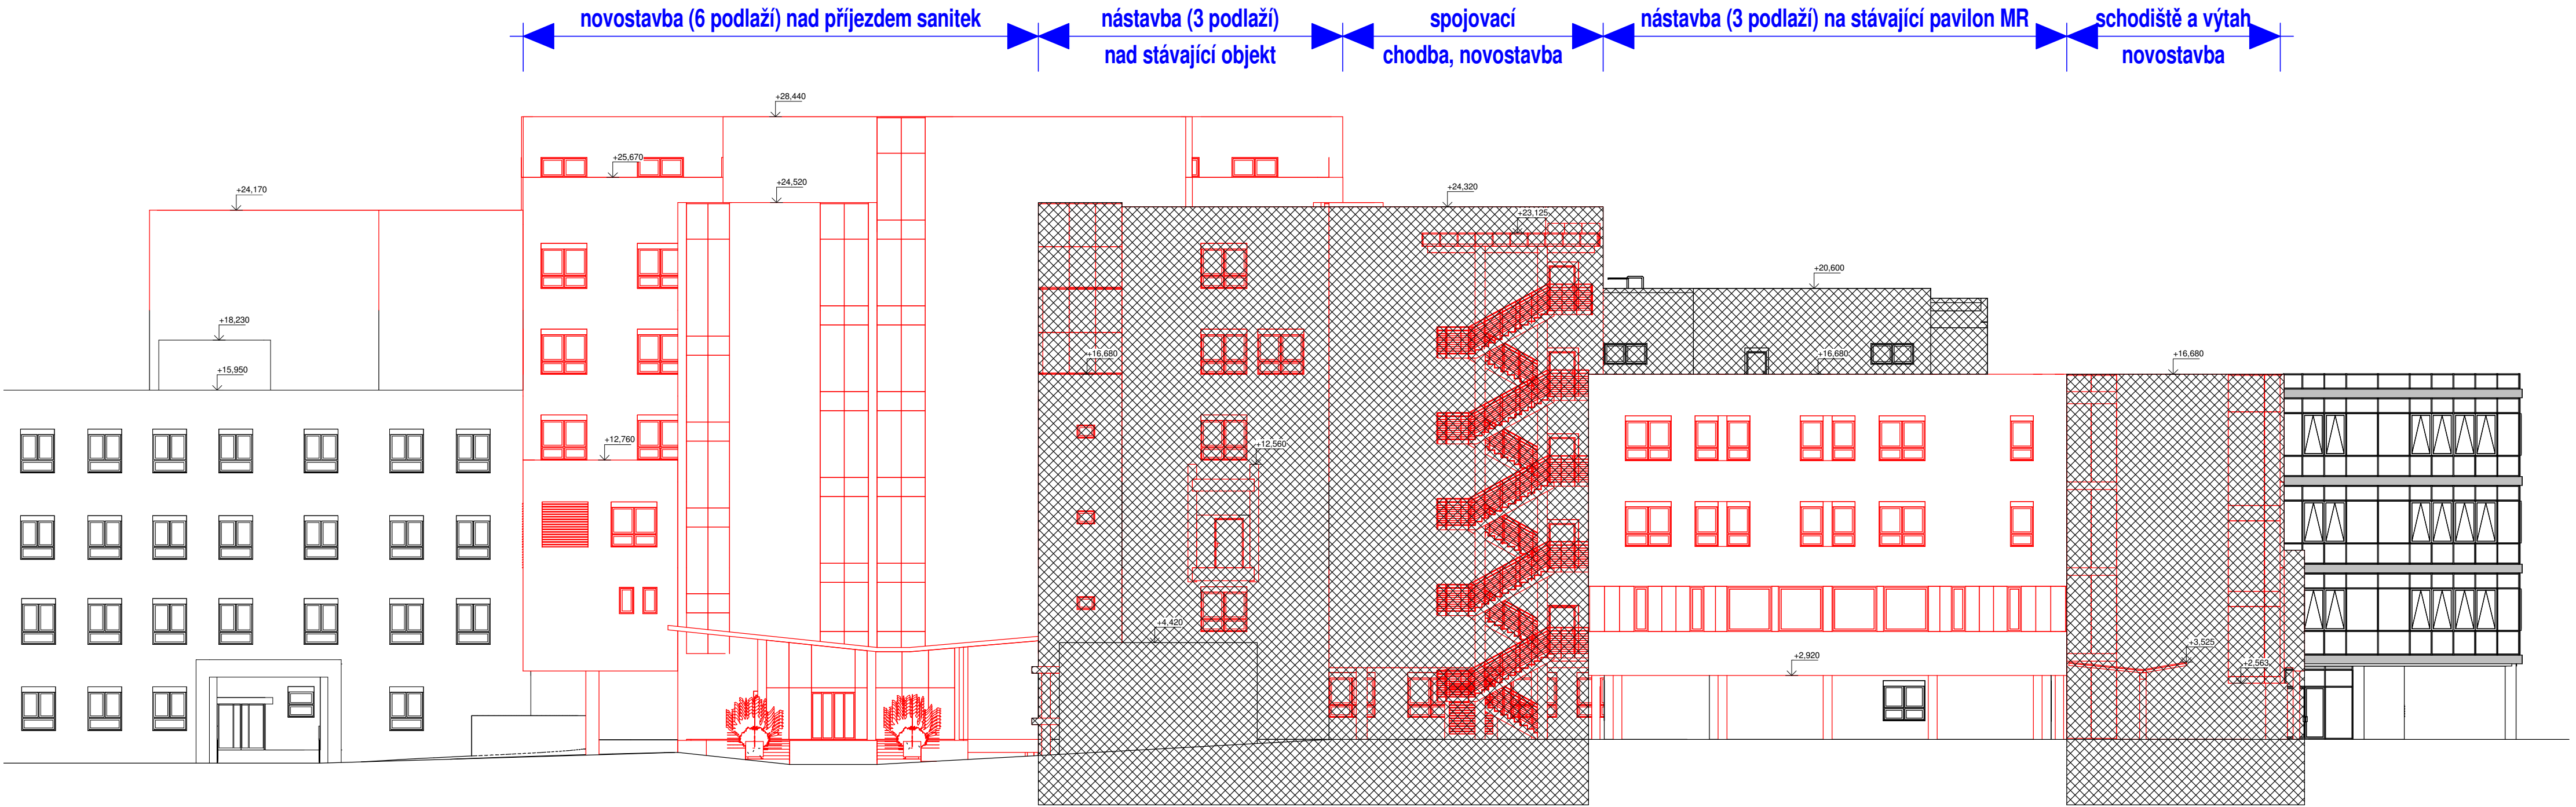 novostavba (6 podlaží) nad příjezdem sanitek
nástavba (3 podlaží)
nad stávající objekt
spojovací
chodba, novostavba
nástavba (3 podlaží) na stávající pavilon MR
schodiště a výtah
novostavba
+28,440
+25,670
+24,170
+24,520
+24,320
+23,125
+20,600
+18,230
+15,950
+16,680
+16,680
+16,680
+12,760
+12,560
+4,420
+2,920
+3,525
+2,563